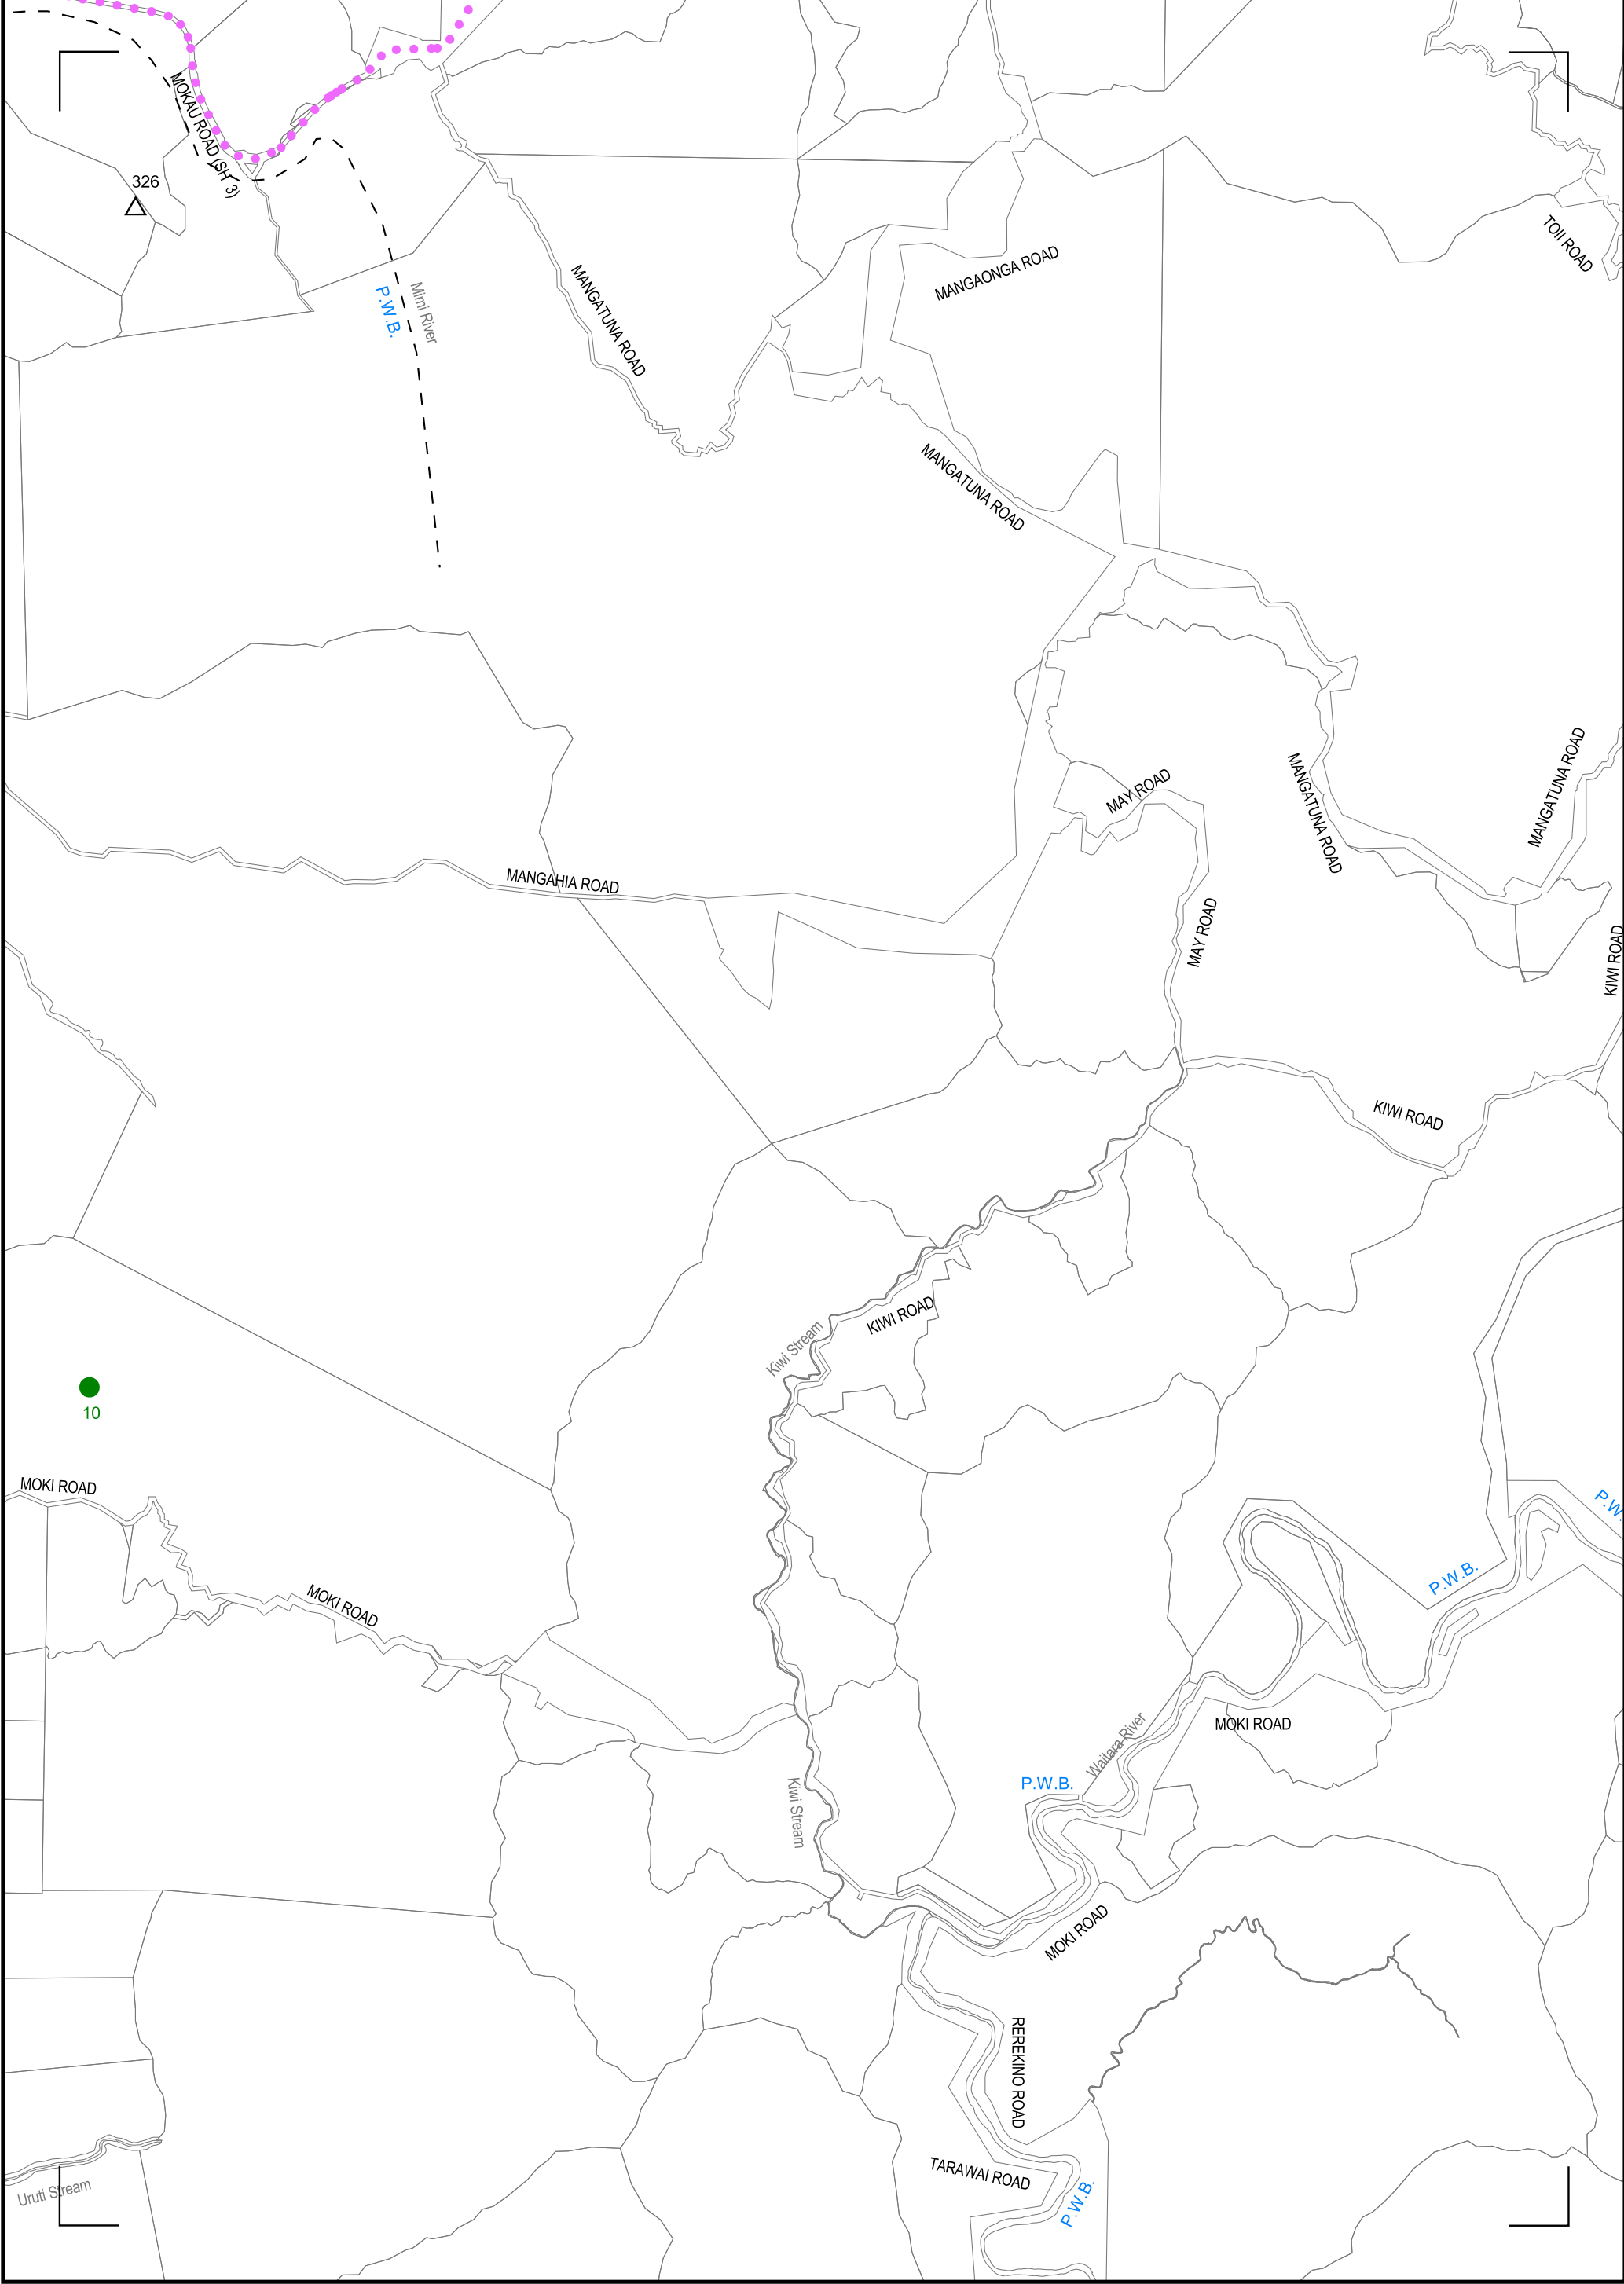 MOKAU ROAD (SH 3)
326
TOII ROAD
MANGAONGA ROAD
MANGATUNA ROAD
Mimi River
P.W.B.
MANGATUNA ROAD
MAY ROAD
MANGATUNA ROAD
MANGATUNA ROAD
MANGAHIA ROAD
MAY ROAD
KIWI ROAD
KIWI ROAD
KIWI ROAD
Kiwi Stream
10
MOKI ROAD
P.W.
P.W.B.
MOKI ROAD
MOKI ROAD
Waitara River
P.W.B.
Kiwi Stream
MOKI ROAD
REREKINO ROAD
TARAWAI ROAD
P.W.B.
Uruti Stream